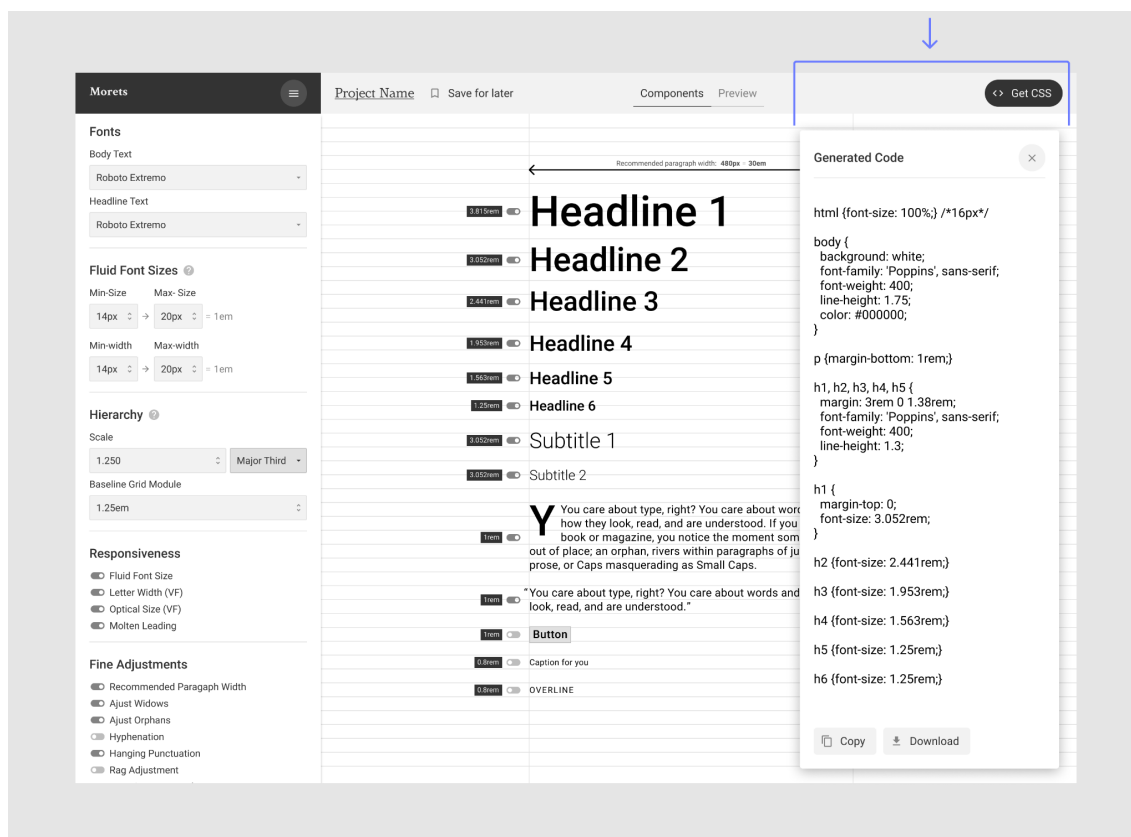 Morets
Project Name
Save for later
Components
Preview
<> Get CSS
Fonts
Body Text
Roboto Extremo
Headline Text
Roboto Extremo
Fluid Font Sizes ?
Min-Size Max- Size
14px → 20px = 1em
Min-width Max-width
14px → 20px = 1em
Hierarchy ?
Scale
1.250 Major Third
Baseline Grid Module
1.25em
Responsiveness
Fluid Font Size
Letter Width (VF)
Optical Size (VF)
Molten Leading
Fine Adjustments
Recommended Paragaph Width
Ajust Widows
Ajust Orphans
Hyphenation
Hanging Punctuation
Rag Adjustment
Recommended paragraph width: 480px - 30em
3.815rem Headline 1
3.052rem Headline 2
2.441rem Headline 3
1.953rem Headline 4
1.563rem Headline 5
1.25rem Headline 6
3.052rem Subtitle 1
3.052rem Subtitle 2
Y You care about type, right? You care about word
how they look, read, and are understood. If you
1rem book or magazine, you notice the moment som
out of place; an orphan, rivers within paragraphs of ju
prose, or Caps masquerading as Small Caps.
1rem “You care about type, right? You care about words and
look, read, and are understood.”
1rem Button
0.8rem Caption for you
0.8rem OVERLINE
Generated Code
html {font-size: 100%;} /*16px*/
body {
background: white;
font-family: 'Poppins', sans-serif;
font-weight: 400;
line-height: 1.75;
color: #000000;
}
p {margin-bottom: 1rem;}
h1, h2, h3, h4, h5 {
margin: 3rem 0 1.38rem;
font-family: 'Poppins', sans-serif;
font-weight: 400;
line-height: 1.3;
}
h1 {
margin-top: 0;
font-size: 3.052rem;
}
h2 {font-size: 2.441rem;}
h3 {font-size: 1.953rem;}
h4 {font-size: 1.563rem;}
h5 {font-size: 1.25rem;}
h6 {font-size: 1.25rem;}
Copy
Download